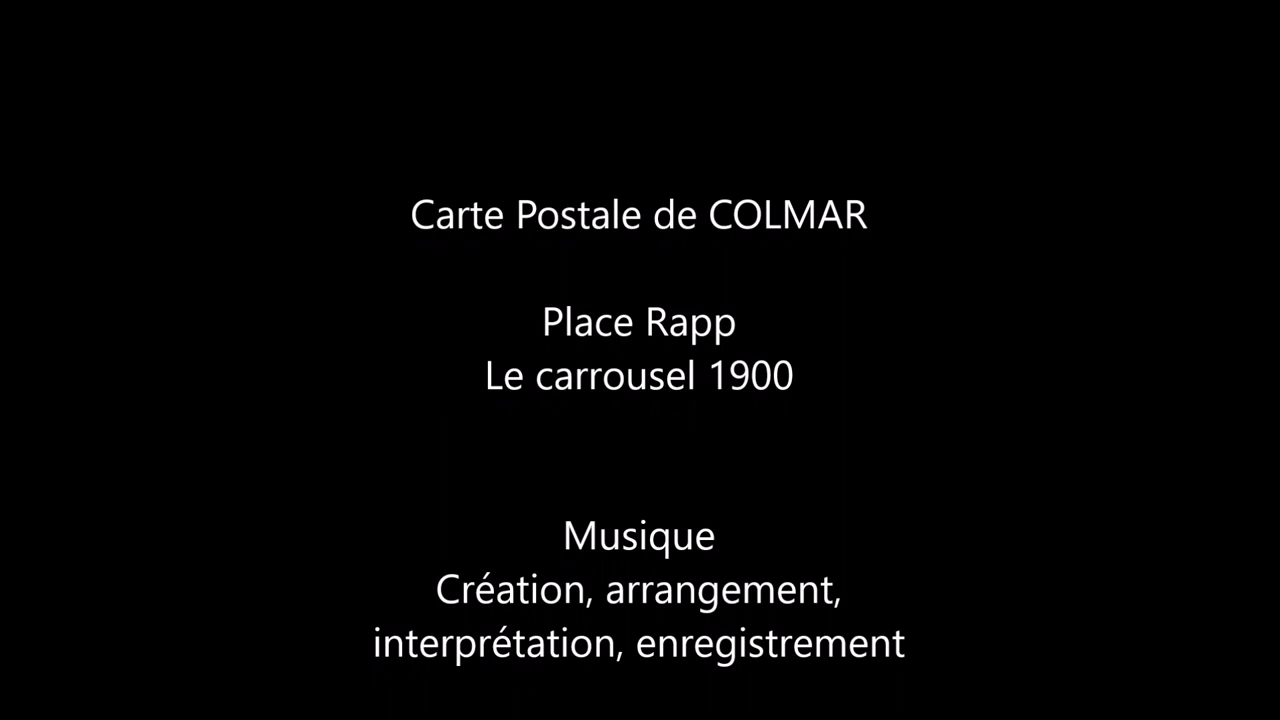 Carte Postale de COLMAR
Place Rapp
Le carrousel 1900
Musique
Création, arrangement,
interprétation, enregistrement